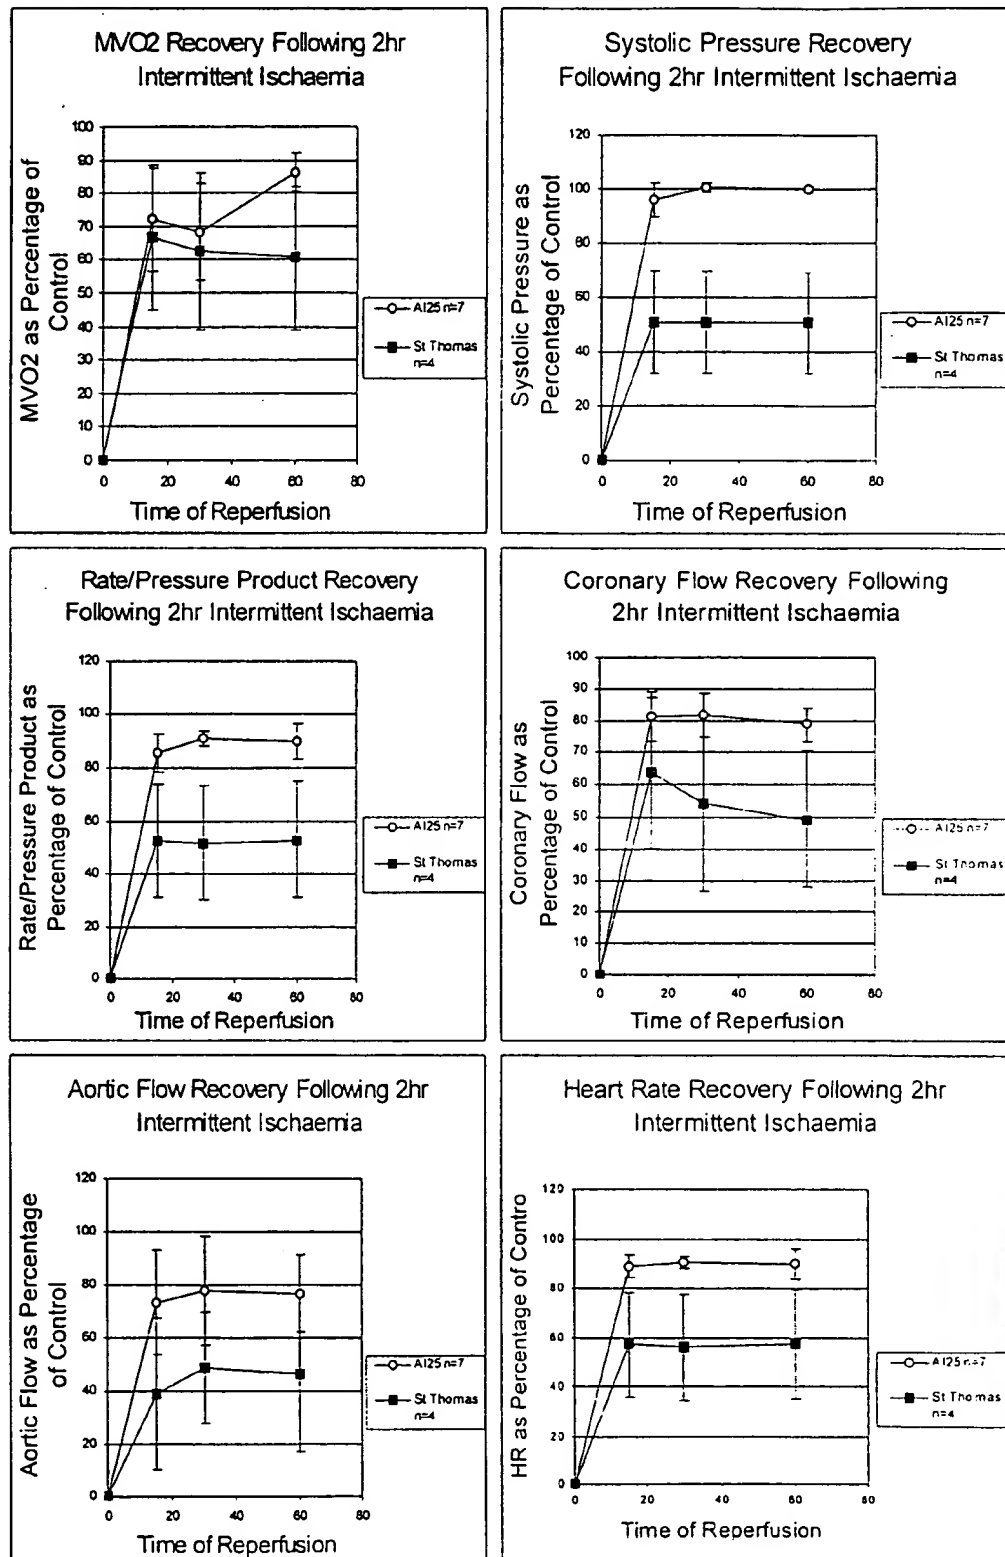 MVO2 Recovery Following 2hr
Intermittent Ischaemia
MVO2 as Percentage of
Control
100
90
80
70
60
50
40
30
20
10
0
0 20 40 60 80
Time of Reperfusion
A125 n=7
St Thomas
n=4
Systolic Pressure Recovery
Following 2hr Intermittent Ischaemia
Systolic Pressure as
Percentage of Control
120
100
80
60
40
20
0
0 20 40 60 80
Time of Reperfusion
A125 n=7
St Thomas
n=4
Rate/Pressure Product Recovery
Following 2hr Intermittent Ischaemia
Rate/Pressure Product as
Percentage of Control
120
100
80
60
40
20
0
0 20 40 60 80
Time of Reperfusion
A125 n=7
St Thomas
n=4
Coronary Flow Recovery Following
2hr Intermittent Ischaemia
Coronary Flow as
Percentage of Control
100
90
80
70
60
50
40
30
20
10
0
0 20 40 60 80
Time of Reperfusion
A125 n=7
St Thomas
n=4
Aortic Flow Recovery Following 2hr
Intermittent Ischaemia
Aortic Flow as Percentage
of Control
120
100
80
60
40
20
0
0 20 40 60 80
Time of Reperfusion
A125 n=7
St Thomas
n=4
Heart Rate Recovery Following 2hr
Intermittent Ischaemia
HR as Percentage of Contro
120
100
80
60
40
20
0
0 20 40 60 80
Time of Reperfusion
A125 n=7
St Thomas
n=4